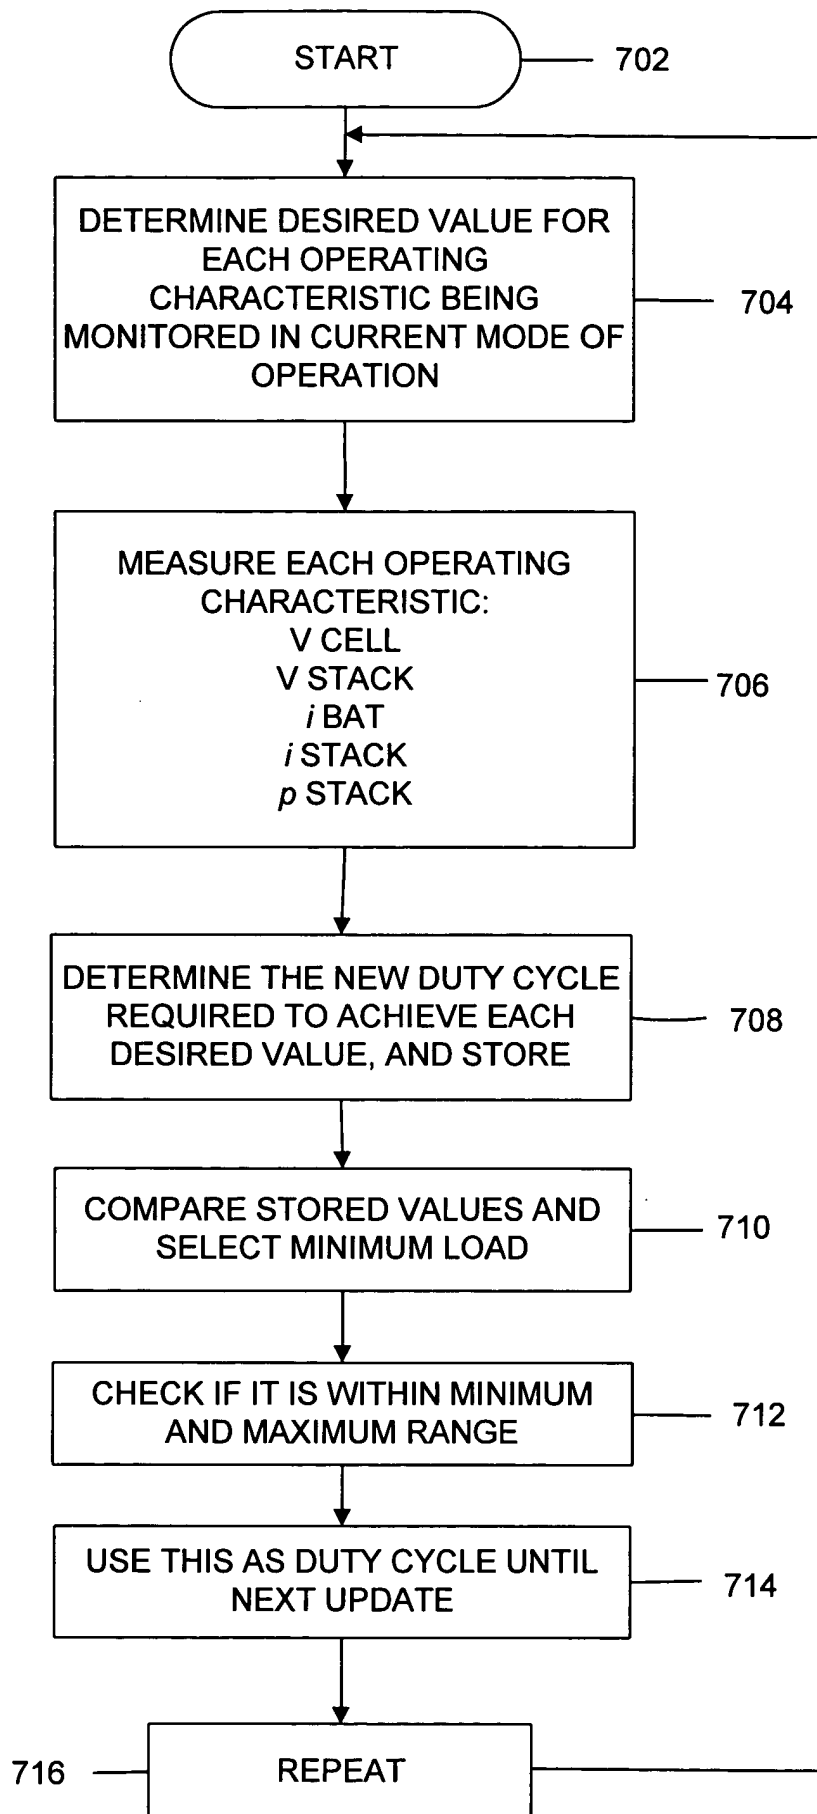 START
702
DETERMINE DESIRED VALUE FOR
EACH OPERATING
CHARACTERISTIC BEING
MONITORED IN CURRENT MODE OF
OPERATION
704
MEASURE EACH OPERATING
CHARACTERISTIC:
V CELL
V STACK
i BAT
i STACK
p STACK
706
DETERMINE THE NEW DUTY CYCLE
REQUIRED TO ACHIEVE EACH
DESIRED VALUE, AND STORE
708
COMPARE STORED VALUES AND
SELECT MINIMUM LOAD
710
CHECK IF IT IS WITHIN MINIMUM
AND MAXIMUM RANGE
712
USE THIS AS DUTY CYCLE UNTIL
NEXT UPDATE
714
716
REPEAT